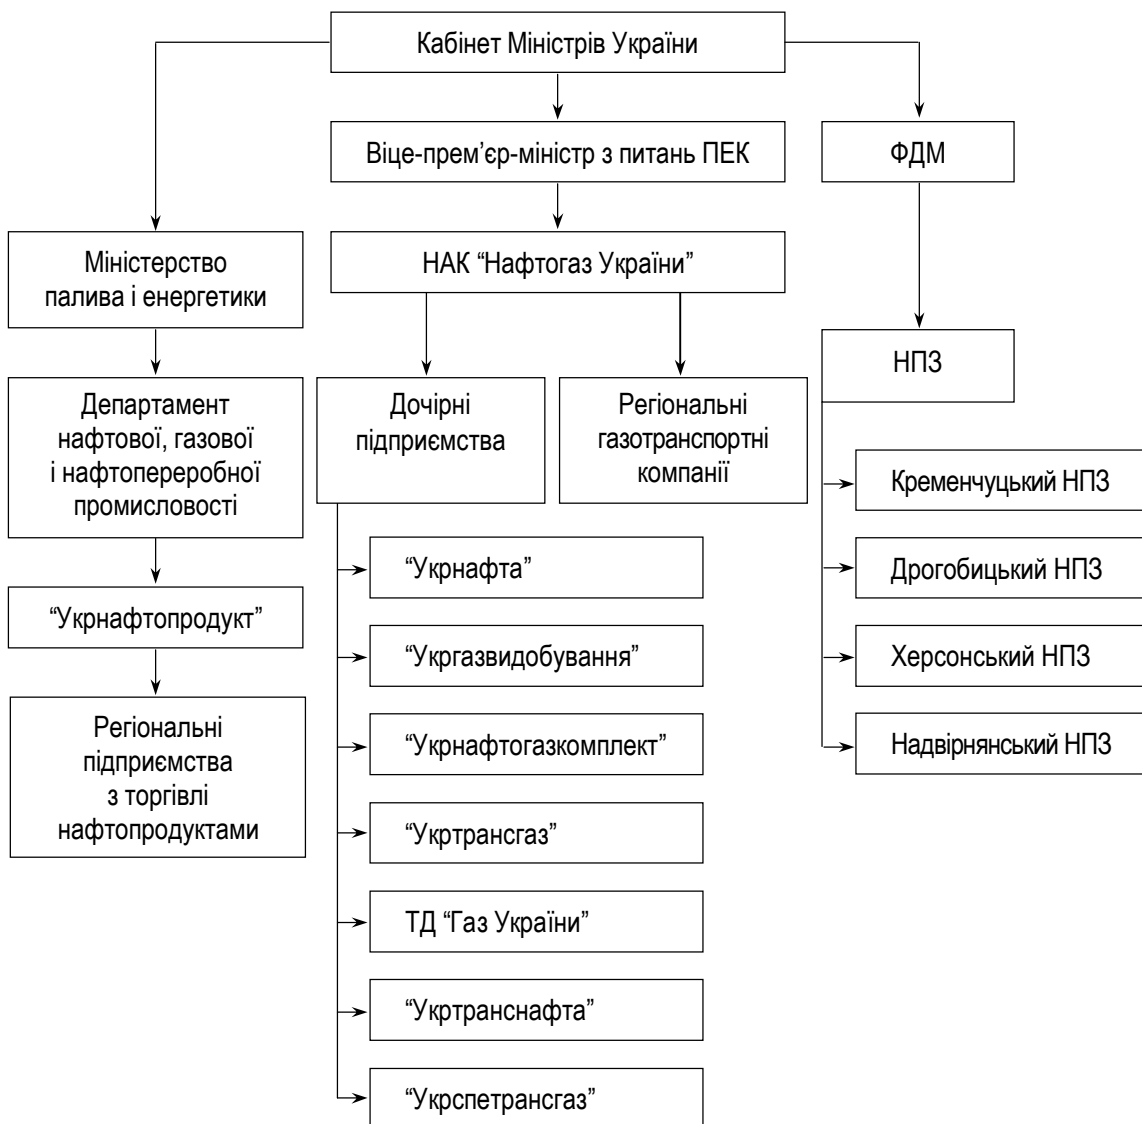 Кабінет Міністрів України
Віце-прем’єр-міністр з питань ПЕК
ФДМ
Міністерство
палива і енергетики
НАК “Нафтогаз України”
НПЗ
Департамент
нафтової, газової
і нафтопереробної
промисловості
Дочірні
підприємства
Регіональні
газотранспортні
компанії
“Укрнафтопродукт”
Регіональні
підприємства
з торгівлі
нафтопродуктами
“Укрнафта”
“Укргазвидобування”
“Укрнафтогазкомплект”
“Укртрансгаз”
ТД “Газ України”
“Укртранснафта”
“Укрспетрансгаз”
Кременчуцький НПЗ
Дрогобицький НПЗ
Херсонський НПЗ
Надвірнянський НПЗ